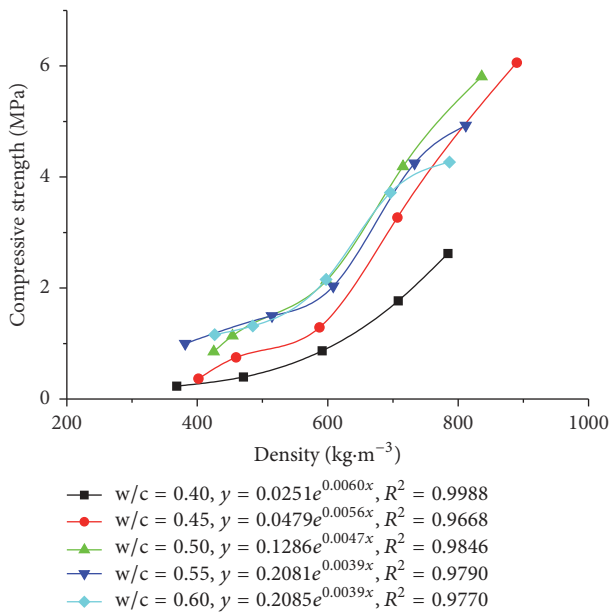 6
4
2
0
Compressive strength (MPa)
200 400 600 800 1000
Density (kg·m⁻³)
w/c = 0.40, y = 0.0251e^0.0060x, R² = 0.9988
w/c = 0.45, y = 0.0479e^0.0056x, R² = 0.9668
w/c = 0.50, y = 0.1286e^0.0047x, R² = 0.9846
w/c = 0.55, y = 0.2081e^0.0039x, R² = 0.9790
w/c = 0.60, y = 0.2085e^0.0039x, R² = 0.9770